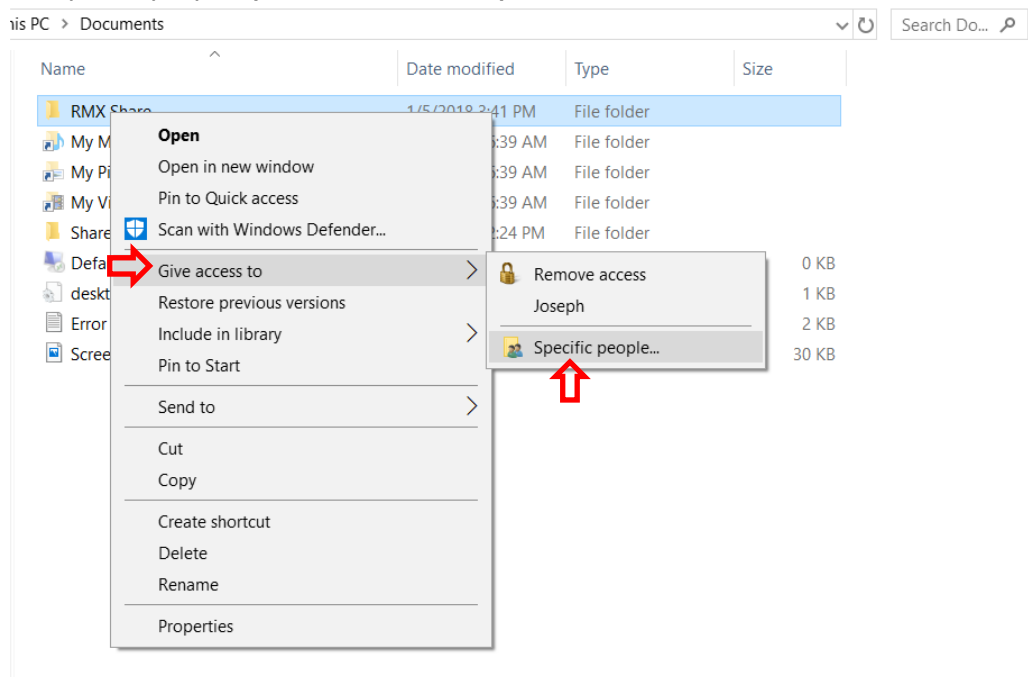 his PC > Documents
Search Do...
Name Date modified Type Size
RMX Share 1/5/2018 3:41 PM File folder
My M :39 AM File folder
My Pi :39 AM File folder
My Vi :39 AM File folder
Share :24 PM File folder
Defa 0 KB
deskt 1 KB
Error 2 KB
Scree 30 KB
Open
Open in new window
Pin to Quick access
Scan with Windows Defender...
Give access to
Restore previous versions
Include in library
Pin to Start
Send to
Cut
Copy
Create shortcut
Delete
Rename
Properties
Remove access
Joseph
Specific people...